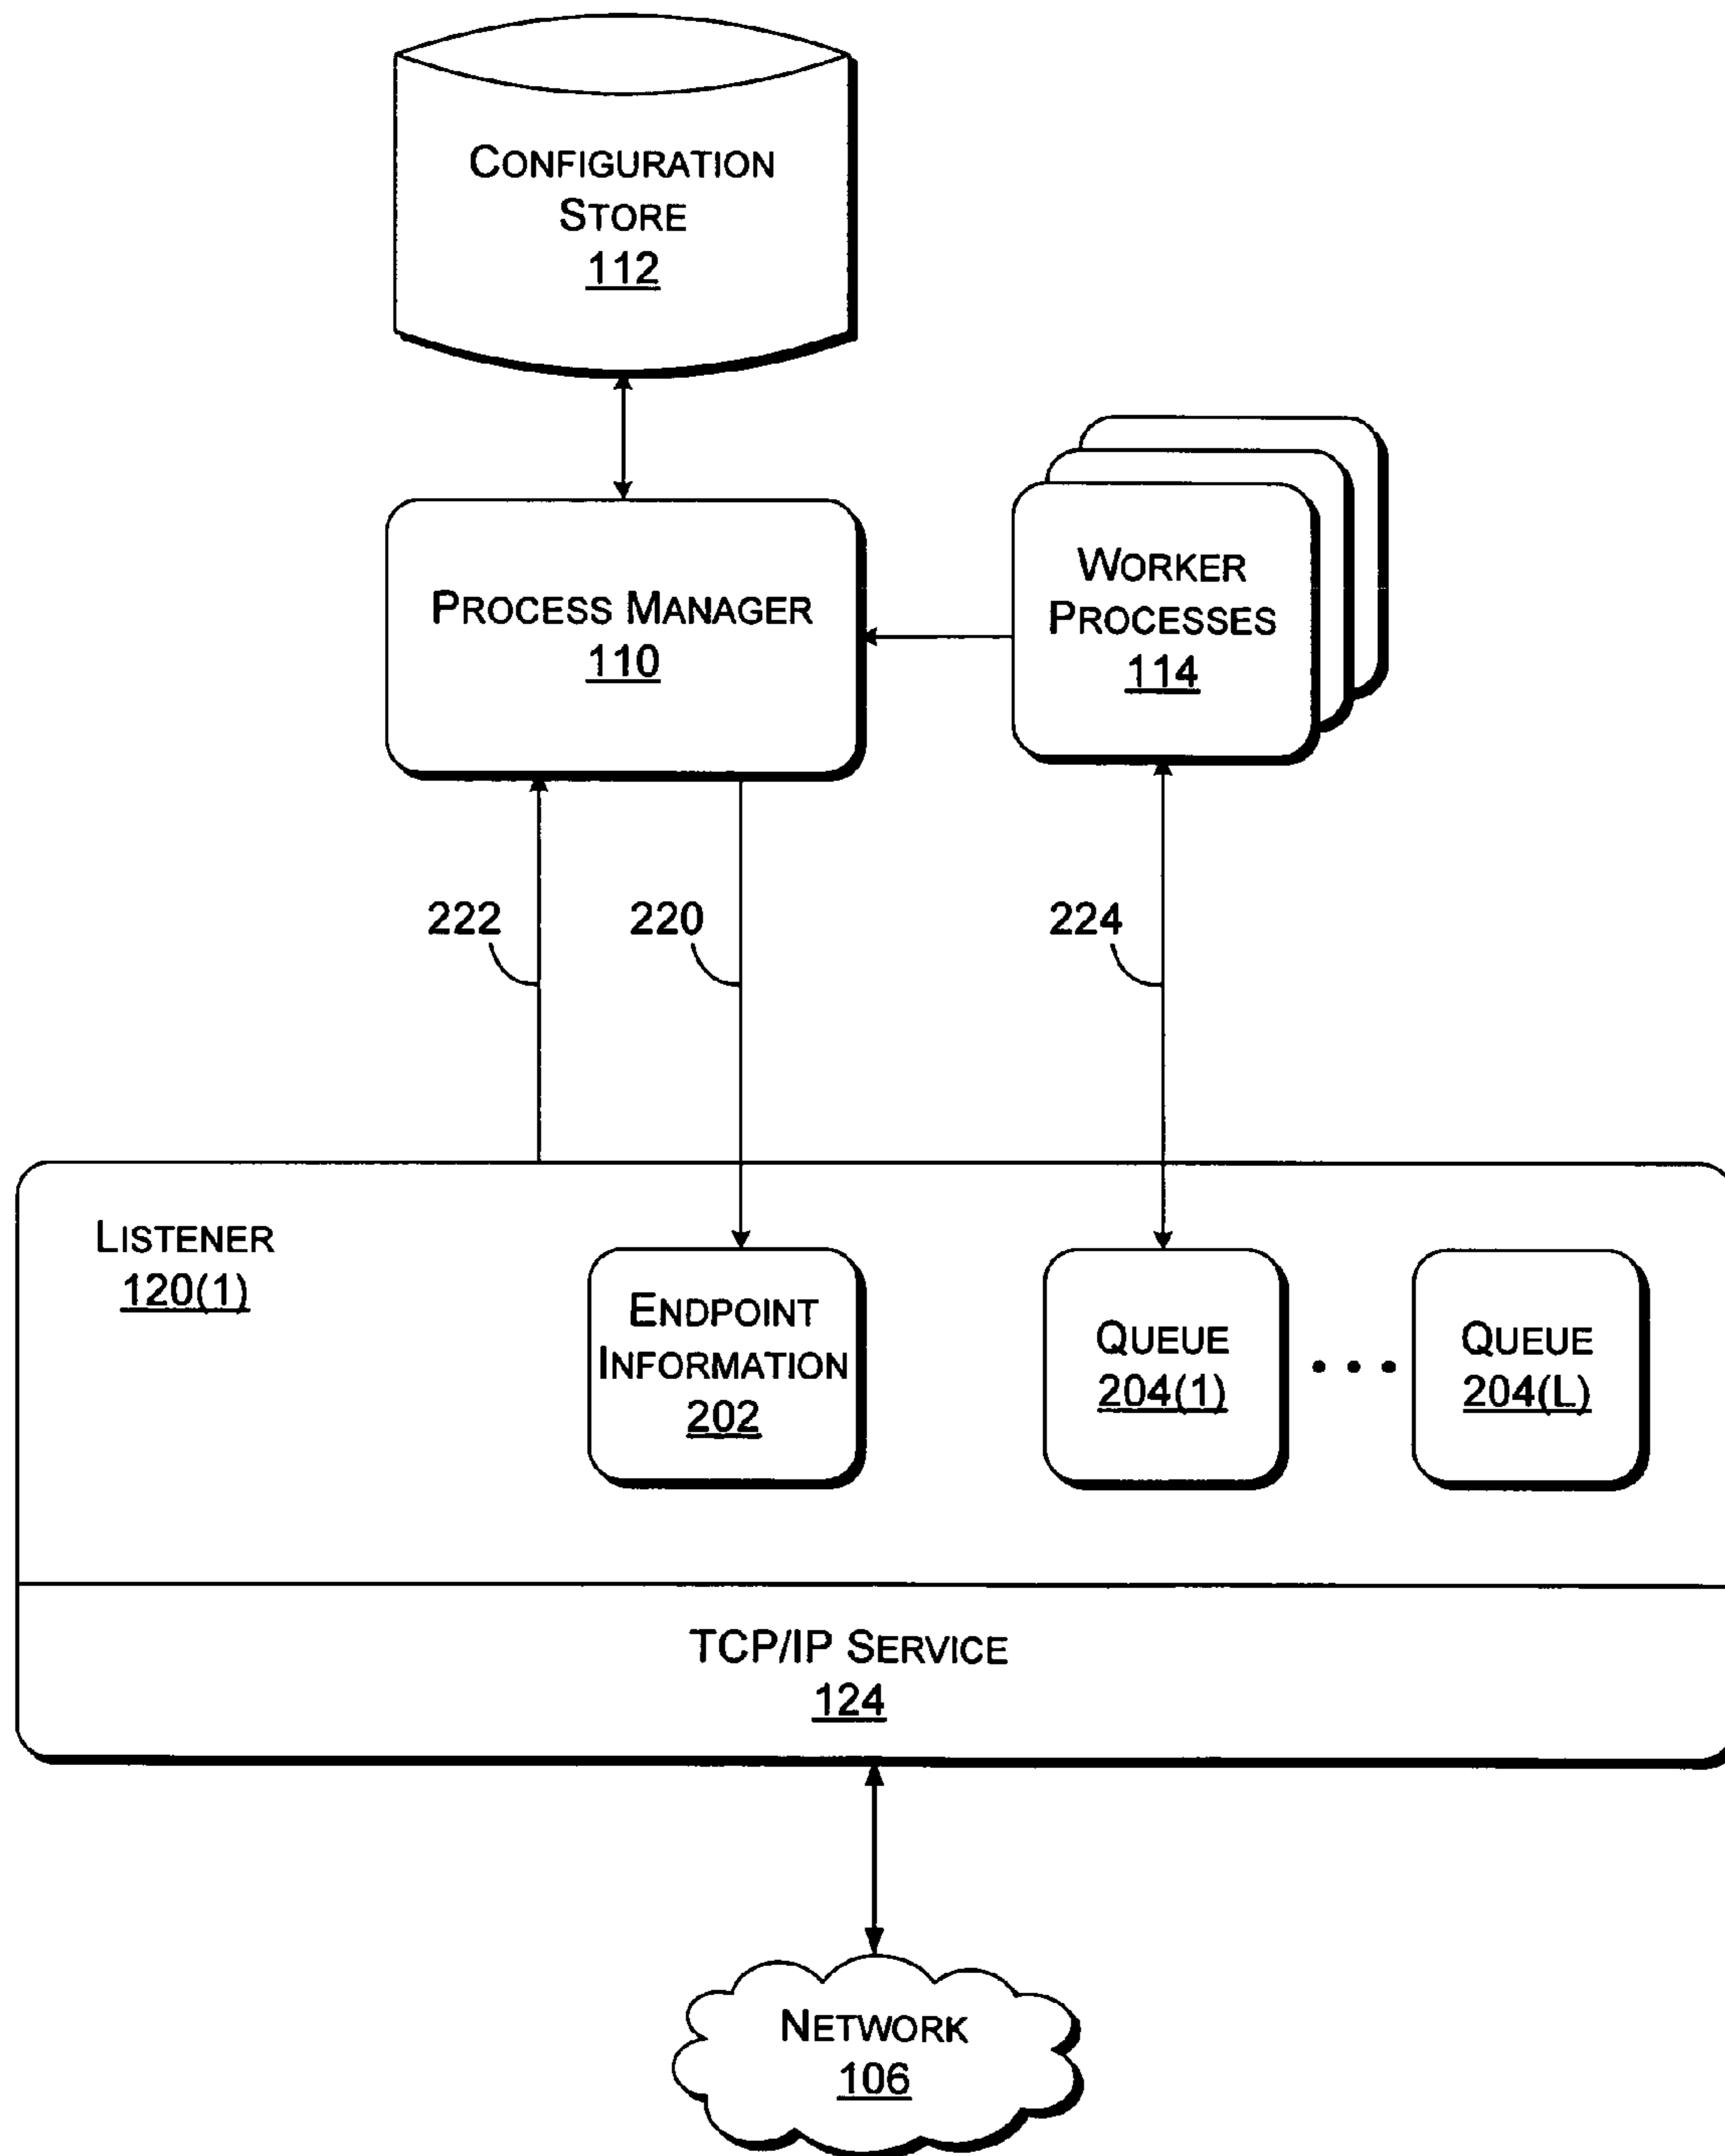 CONFIGURATION
STORE
112
PROCESS MANAGER
110
WORKER
PROCESSES
114
222
220
224
LISTENER
120(1)
ENDPOINT
INFORMATION
202
QUEUE
204(1)
• • •
QUEUE
204(L)
TCP/IP SERVICE
124
NETWORK
106